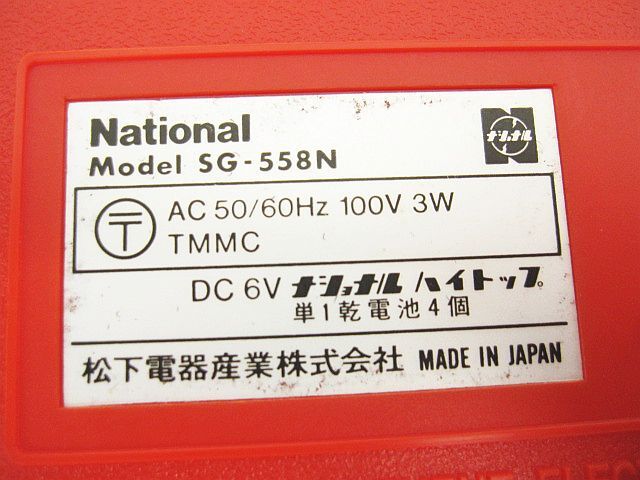 National
Model SG-558N
ナショナル
〒
AC 50/60Hz 100V 3W
TMMC
DC 6V ナショナル ハイトップ
単1乾電池4個
松下電器産業株式会社 MADE IN JAPAN